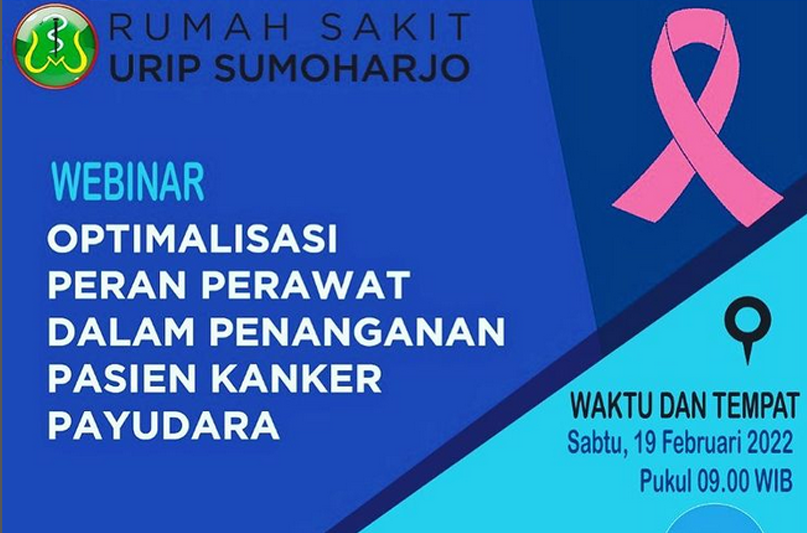 RUMAH SAKIT
URIP SUMOHARJO
WEBINAR
OPTIMALISASI
PERAN PERAWAT
DALAM PENANGANAN
PASIEN KANKER
PAYUDARA
WAKTU DAN TEMPAT
Sabtu, 19 Februari 2022
Pukul 09.00 WIB